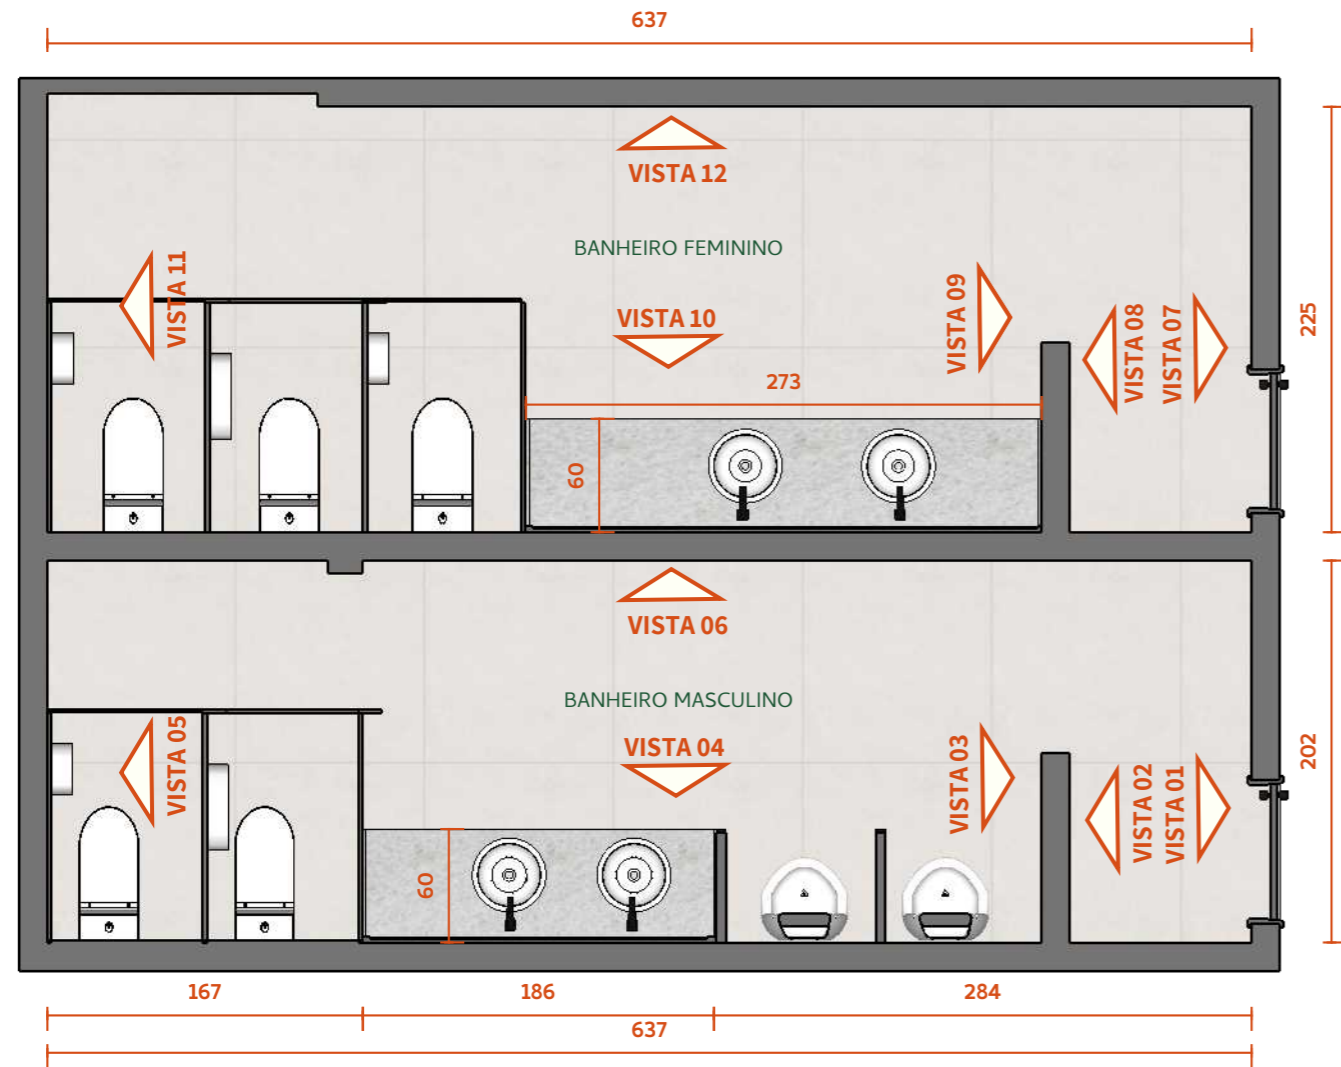 637
VISTA 12
BANHEIRO FEMININO
VISTA 11
VISTA 10
VISTA 09
VISTA 08
VISTA 07
225
273
60
VISTA 06
BANHEIRO MASCULINO
VISTA 05
VISTA 04
VISTA 03
VISTA 02
VISTA 01
202
60
167
186
284
637